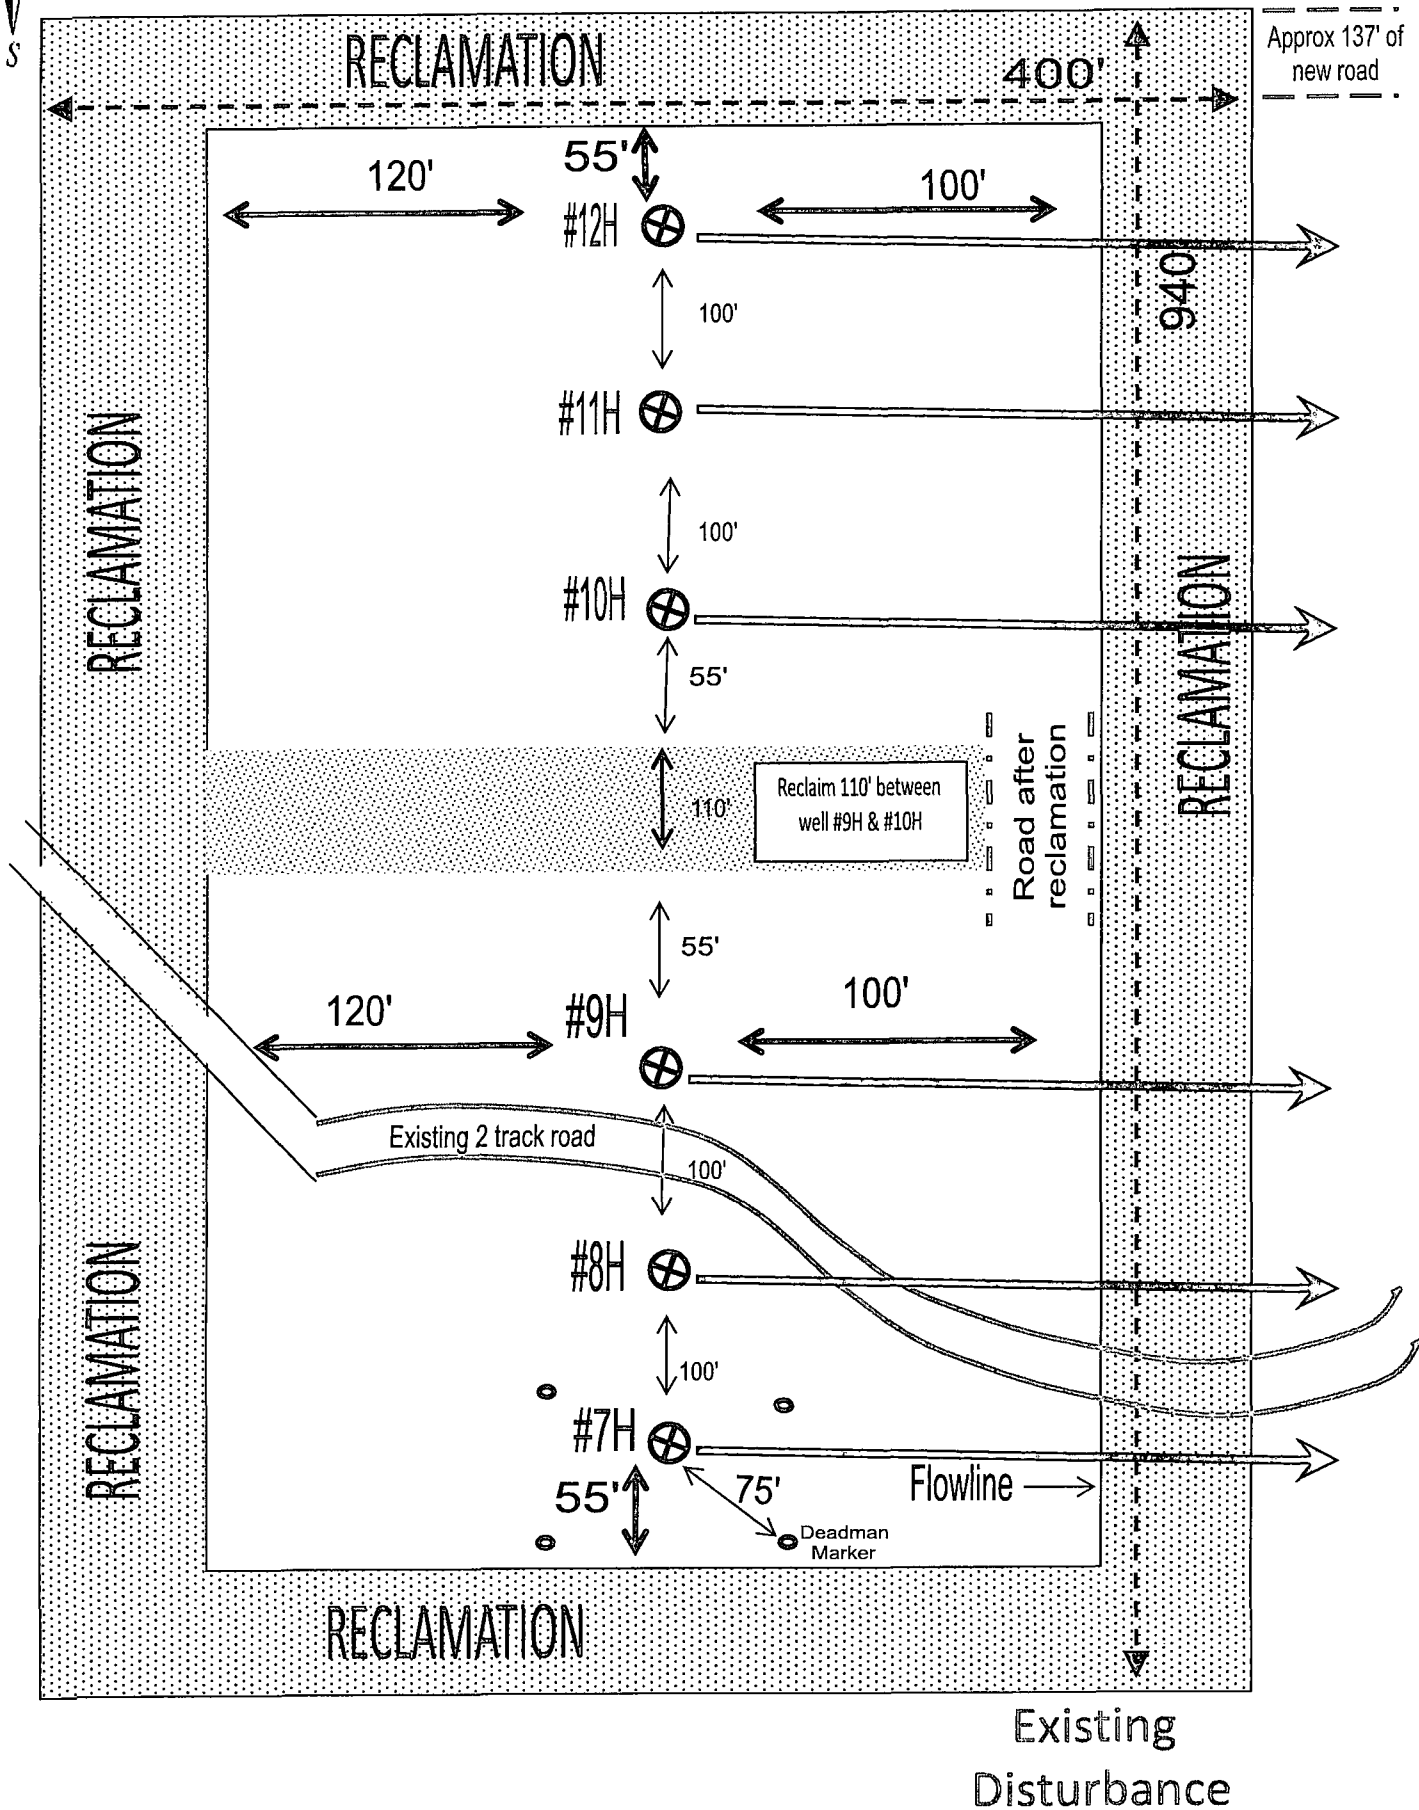 S
RECLAMATION
400'
Approx 137' of
new road
55'
120'
100'
#12H
940
100'
#11H
RECLAMATION
100'
#10H
RECLAMATION
55'
Road after
reclamation
110'
Reclaim 110' between
well #9H & #10H
55'
#9H
120'
100'
Existing 2 track road
100'
#8H
RECLAMATION
100'
#7H
55'
75'
Flowline
Deadman
Marker
RECLAMATION
Existing
Disturbance